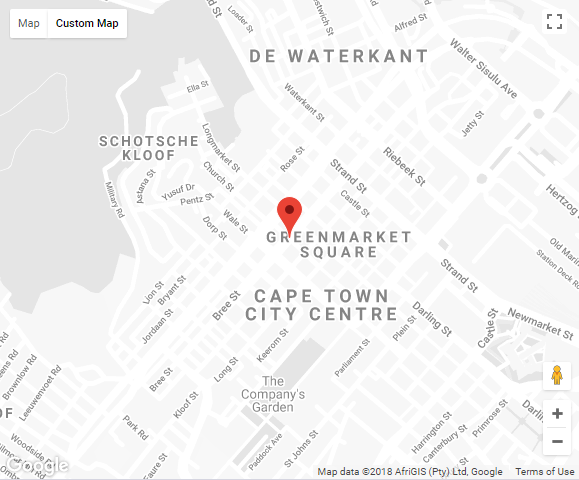 Map
Custom Map
Loader St
Alfred St
DE WATERKANT
Walter Sisulu Ave
Ella St
Waterkant St
Jetty St
SCHOTSCHE
KLOOF
Longmarket St
Rose St
Strand St
Riebeek St
Church St
Astana St
Yusuf Dr
Pentz St
Military Rd
Castle St
Hertzog
Wale St
Dorp St
GREENMARKET
SQUARE
Old Marin
Station Deck R
Strand St
Lion St
Bryant St
Jordaan St
Bree St
CAPE TOWN
CITY CENTRE
Darling St
Plein St
Castle St
Newmarket St
Keerom St
Parliament St
Long St
Bree St
Kloof St
Brownlow Rd
Leeuwenvoet Rd
The
Company's
Garden
Darling
Primrose St
Harrington St
Canterbury St
Park Rd
OF
Woodside Rd
St Johns St
Paddock Ave
Faure St
Google
Map data ©2018 AfriGIS (Pty) Ltd, Google
Terms of Use